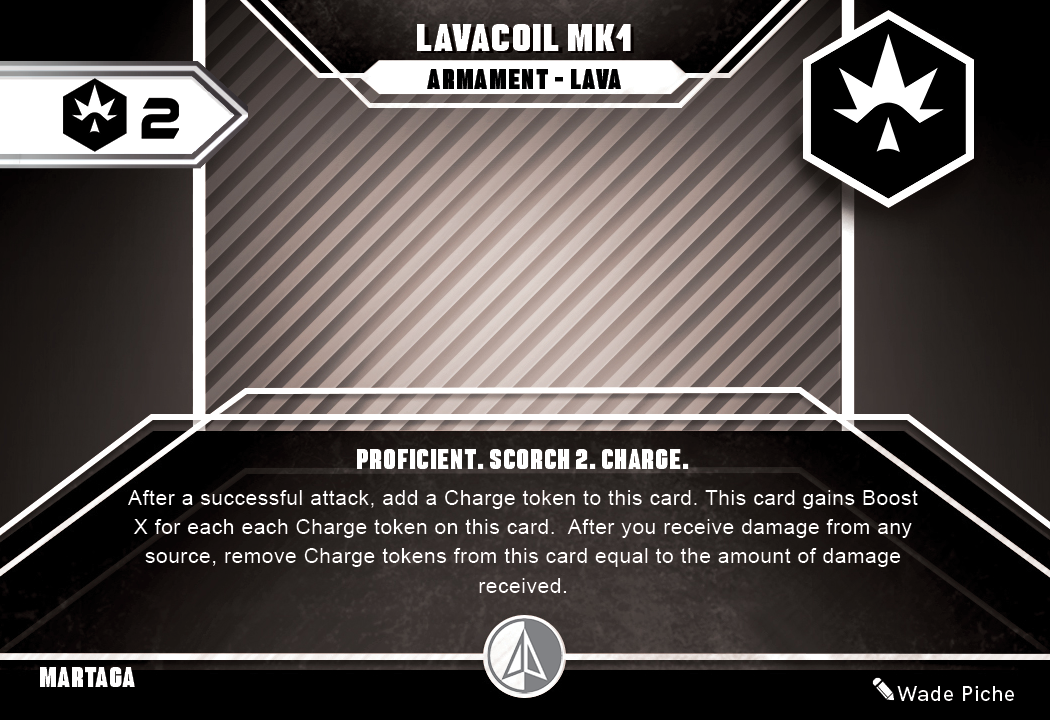 LAVACOIL MK1
ARMAMENT - LAVA
2
PROFICIENT. SCORCH 2. CHARGE.
After a successful attack, add a Charge token to this card. This card gains Boost
X for each each Charge token on this card.  After you receive damage from any
source, remove Charge tokens from this card equal to the amount of damage
received.
MARTAGA
Wade Piche